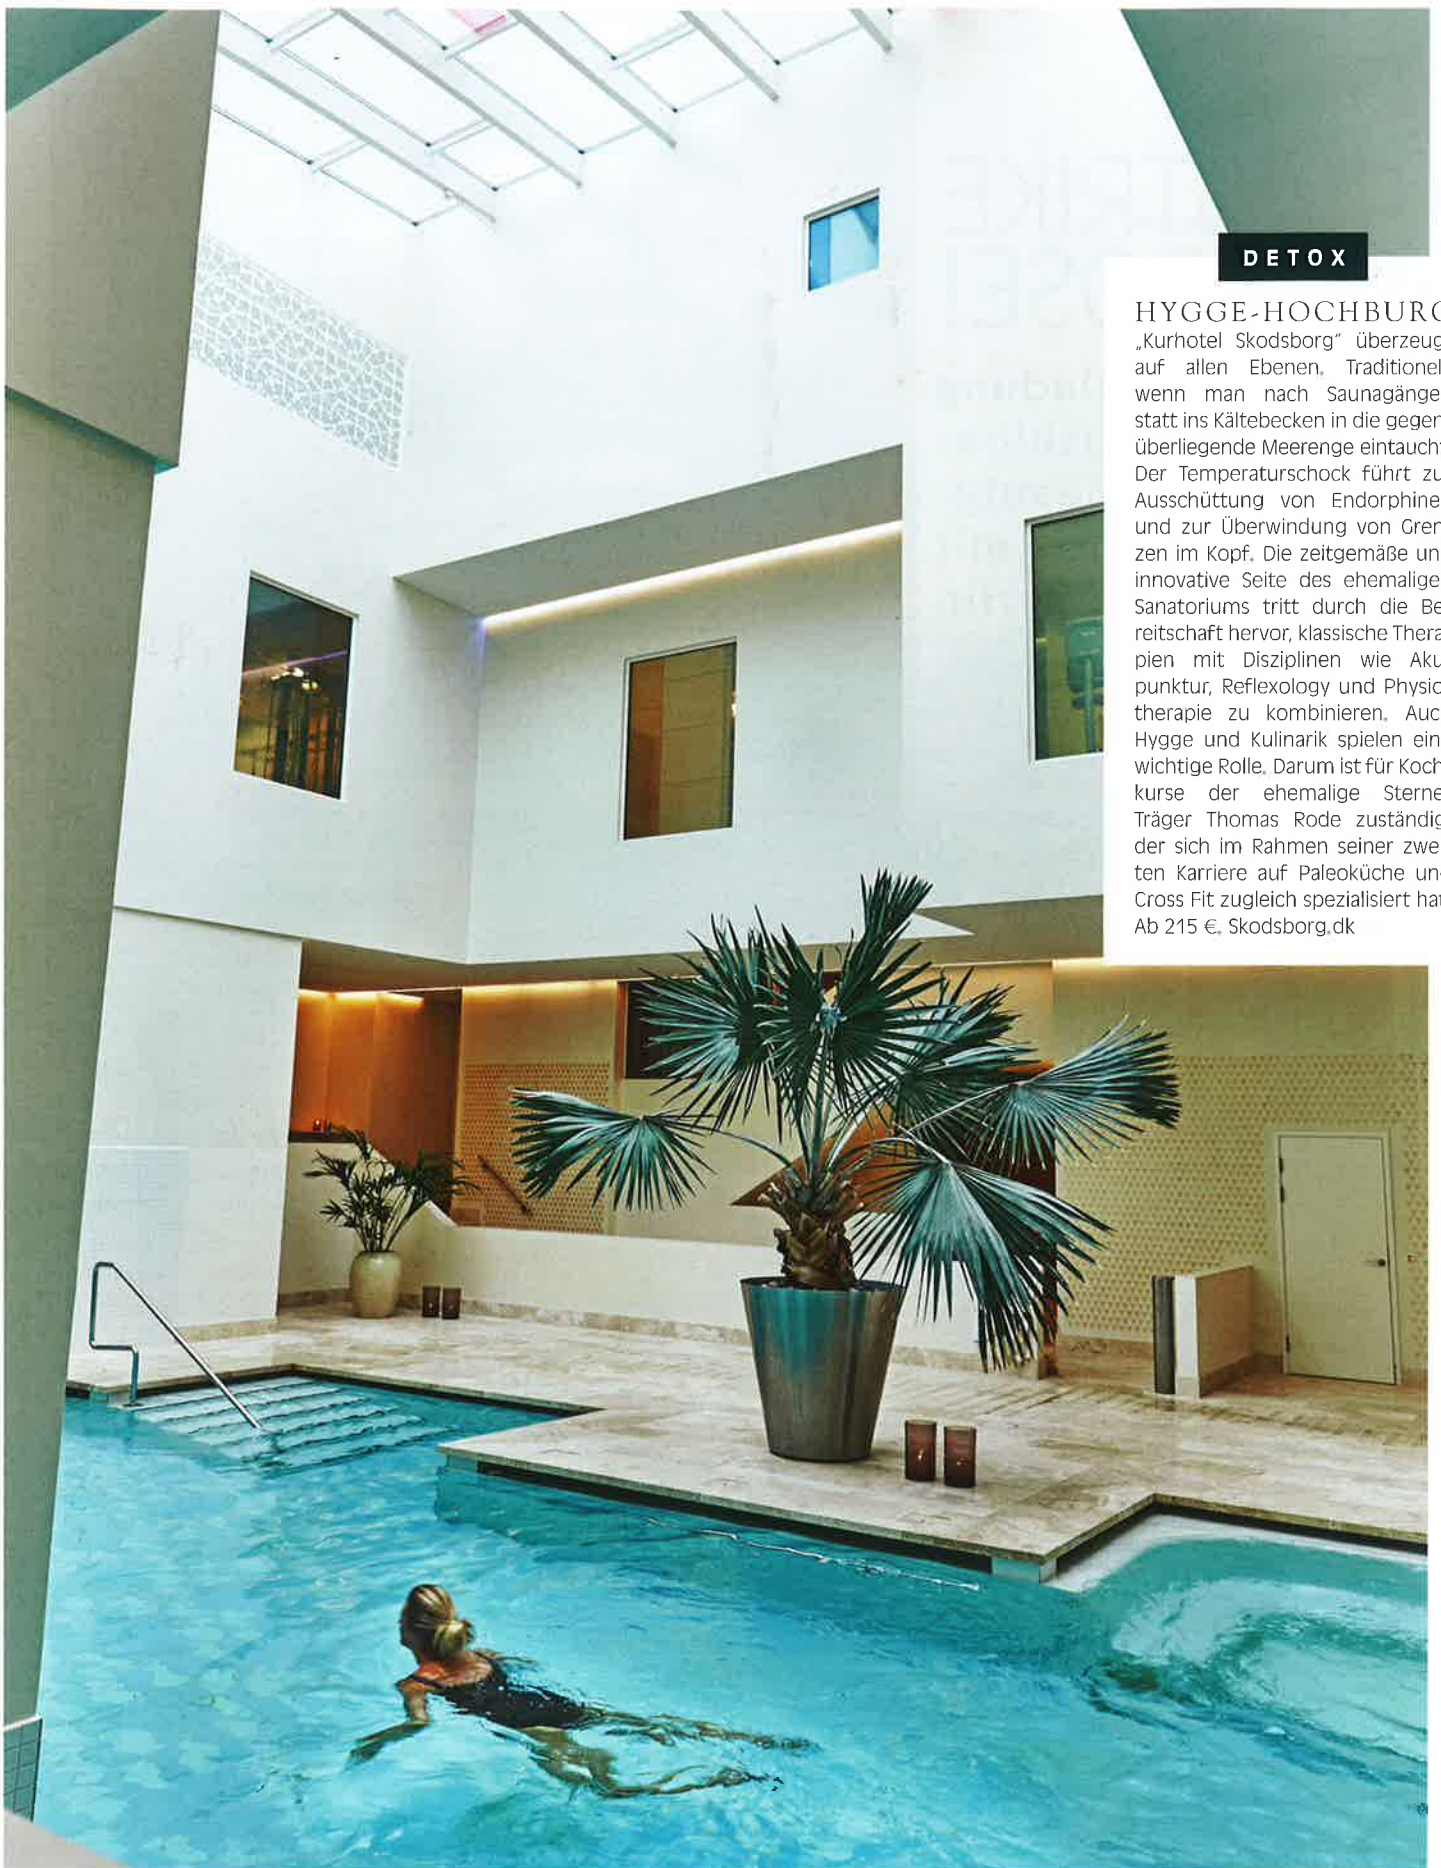 DETOX
HYGGE-HOCHBURG
„Kurhotel Skodsborg“ überzeug
auf allen Ebenen. Traditionel
wenn man nach Saunagänge
statt ins Kältebecken in die gegen
überliegende Meerenge eintaucht
Der Temperaturschock führt zu
Ausschüttung von Endorphine
und zur Überwindung von Gren
zen im Kopf. Die zeitgemäße un
innovative Seite des ehemalige
Sanatoriums tritt durch die Be
reitschaft hervor, klassische Thera
pien mit Disziplinen wie Aku
punktur, Reflexology und Physio
therapie zu kombinieren. Auc
Hygge und Kulinarik spielen ein
wichtige Rolle. Darum ist für Koch
kurse der ehemalige Sterne
Träger Thomas Rode zuständig
der sich im Rahmen seiner zwei
ten Karriere auf Paleoküche un
Cross Fit zugleich spezialisiert hat
Ab 215 €, Skodsborg.dk